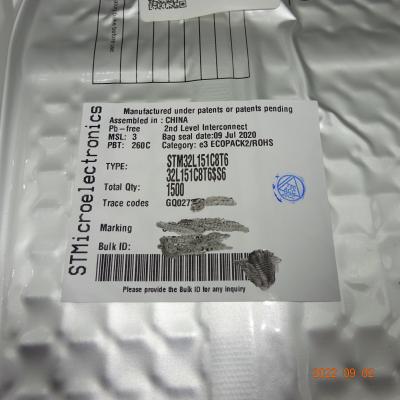 Manufactured under patents or patents pending
Assembled in : CHINA
Pb-free 2nd Level Interconnect
MSL: 3 Bag seal date:09 Jul 2020
PBT: 260C Category: e3 ECOPACK2/ROHS
STMicroelectronics
TYPE: STM32L151C8T6
32L151C8T6$S6
Total Qty: 1500
Trace codes GQ027
Marking
Bulk ID:
Please provide the Bulk ID for any inquiry
2022 09 02